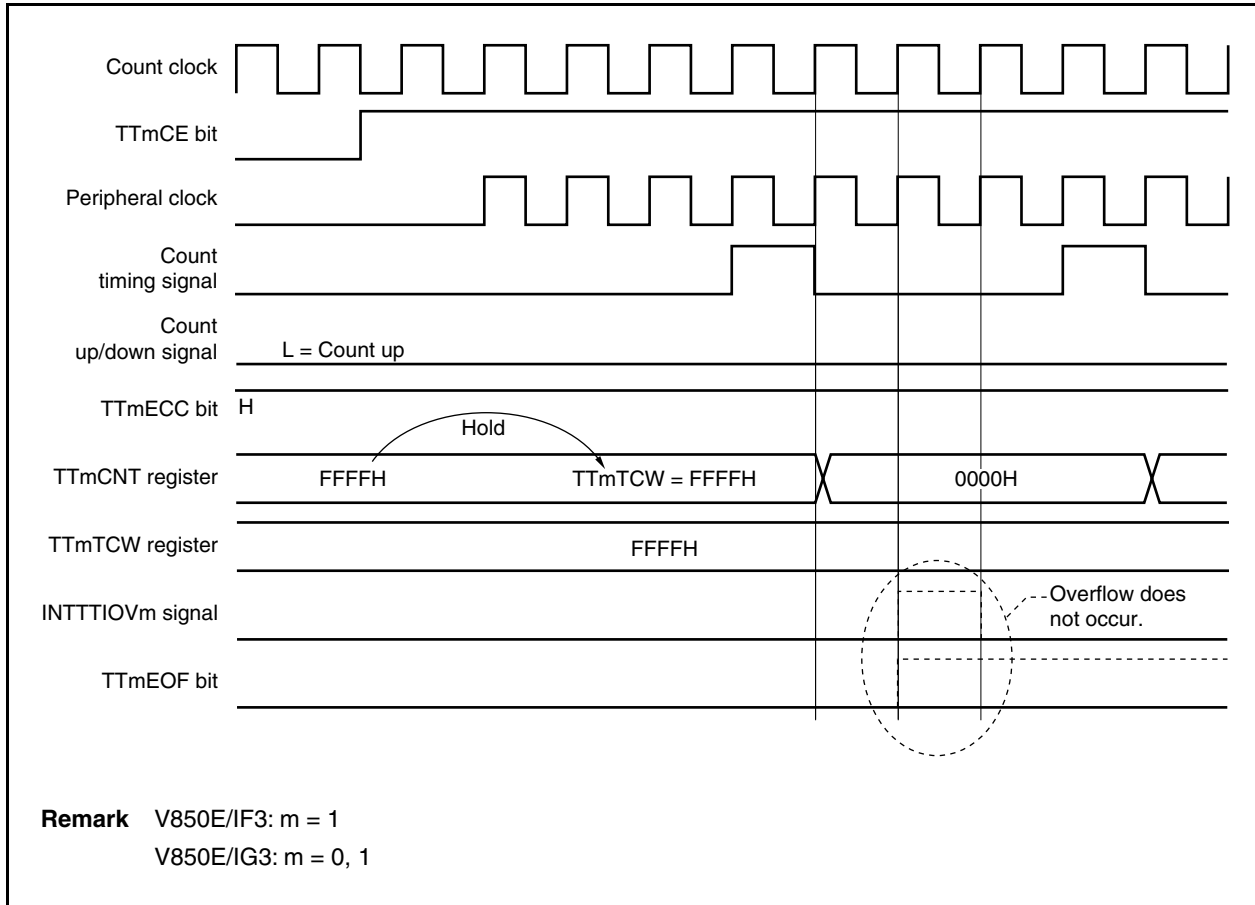 Count clock
TTmCE bit
Peripheral clock
Count
timing signal
Count
up/down signal
L = Count up
TTmECC bit
H
Hold
TTmCNT register
FFFFH
TTmTCW = FFFFH
0000H
TTmTCW register
FFFFH
INTTTIOVm signal
Overflow does
not occur.
TTmEOF bit
Remark V850E/IF3: m = 1
V850E/IG3: m = 0, 1